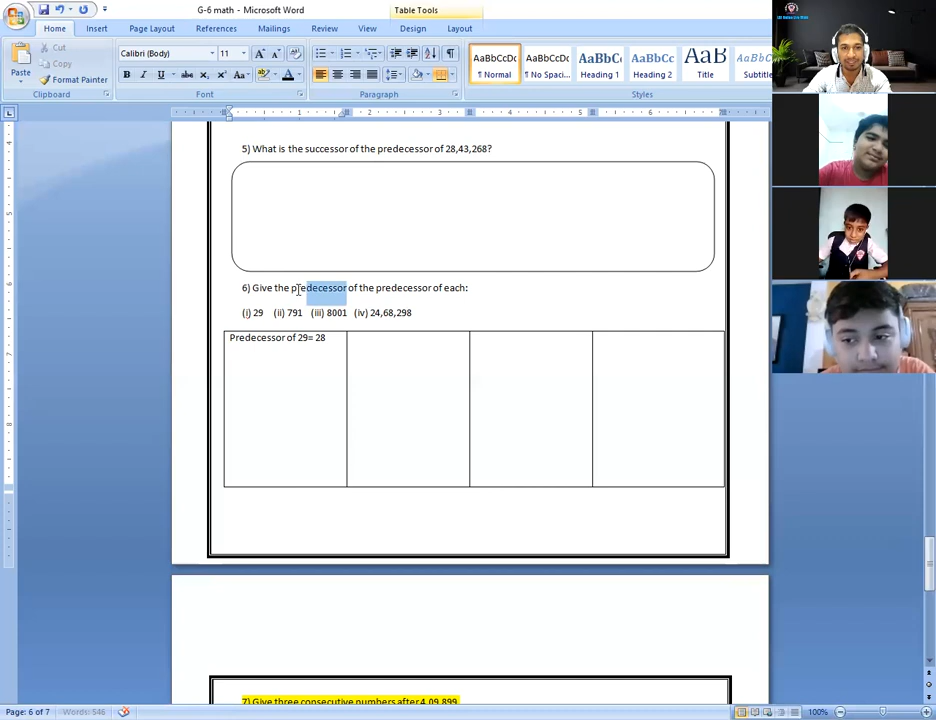 G-6 math - Microsoft Word
Table Tools
Home Insert Page Layout References Mailings Review View Design Layout
Paste
Cut
Copy
Format Painter
Clipboard
Calibri (Body) 11
Font
Paragraph
AaBbCcDc AaBbCcDc AaBbC AaBbCc AaB AaBbCc
¶ Normal ¶ No Spaci... Heading 1 Heading 2 Title Subtitle
Styles
5) What is the successor of the predecessor of 28,43,268?
6) Give the predecessor of the predecessor of each:
(i) 29 (ii) 791 (iii) 8001 (iv) 24,68,298
Predecessor of 29= 28
7) Give three consecutive numbers after 4,09,899
Page: 6 of 7 Words: 546 100%